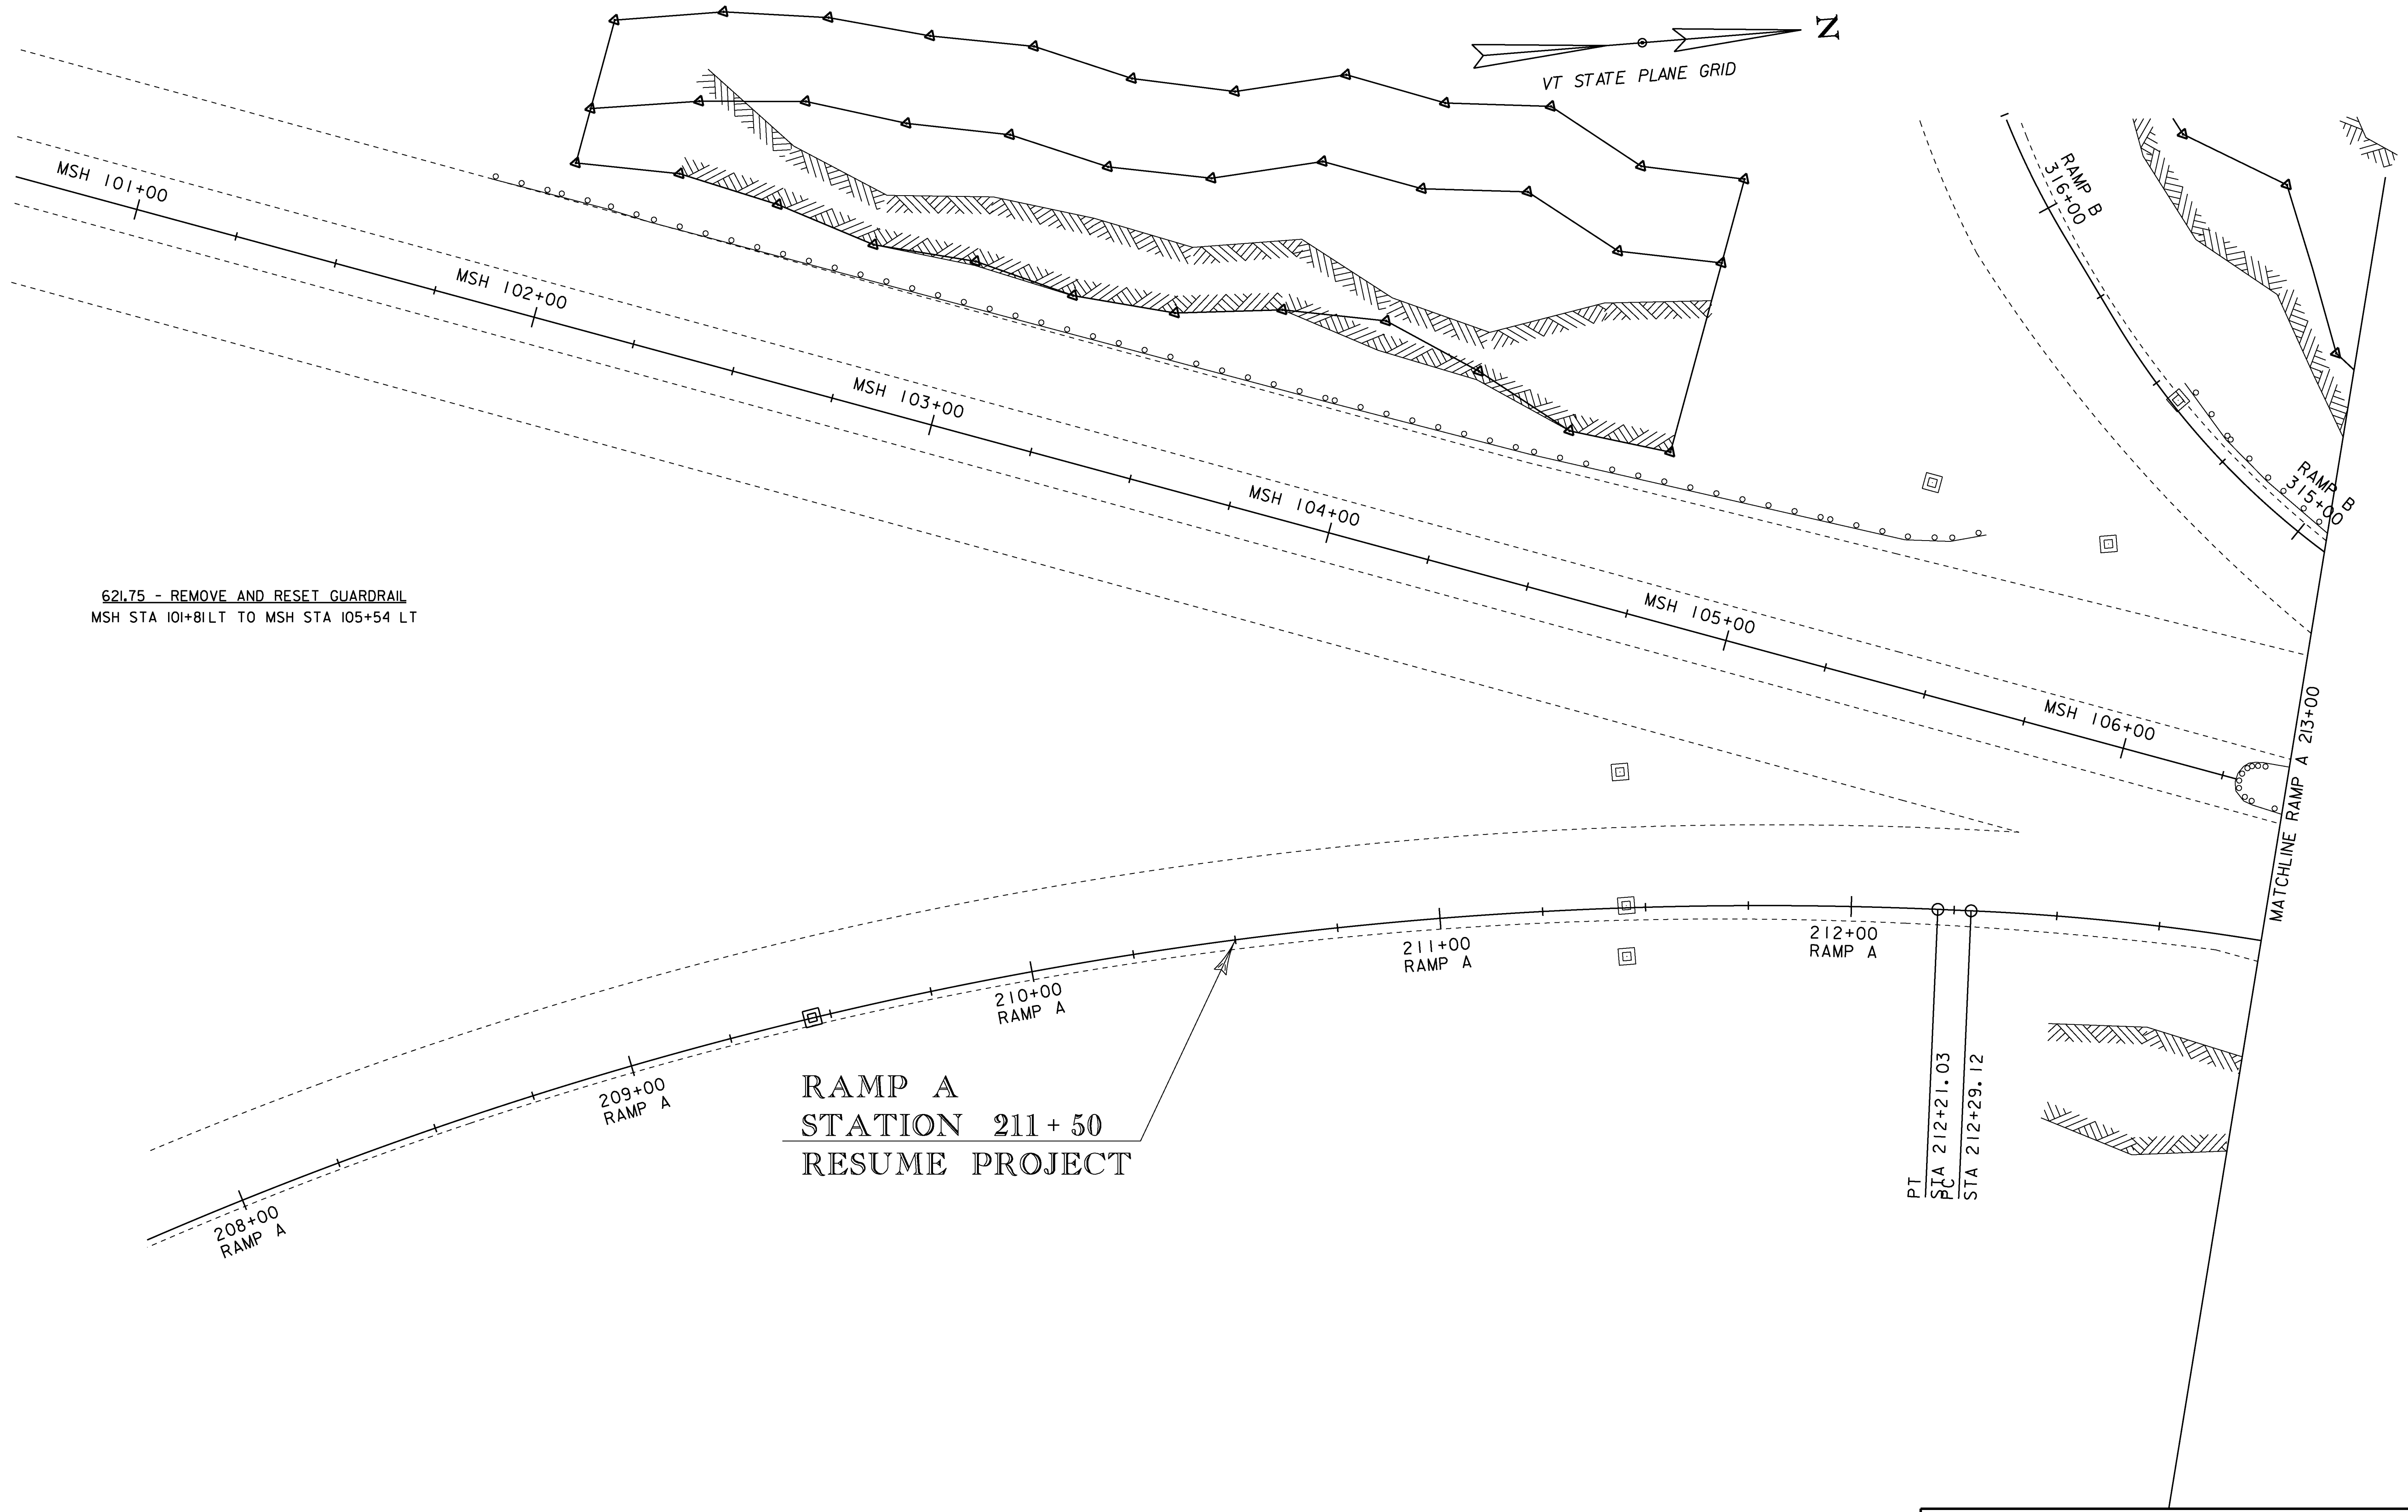 N
VT STATE PLANE GRID
MSH 101+00
MSH 102+00
MSH 103+00
MSH 104+00
MSH 105+00
MSH 106+00
RAMP B
316+00
RAMP B
315+00
621.75 - REMOVE AND RESET GUARDRAIL
MSH STA 101+81LT TO MSH STA 105+54 LT
MATCHLINE RAMP A 213+00
208+00
RAMP A
209+00
RAMP A
210+00
RAMP A
211+00
RAMP A
212+00
RAMP A
RAMP A
STATION 211 + 50
RESUME PROJECT
PT
STA 212+21.03
PC
STA 212+29.12